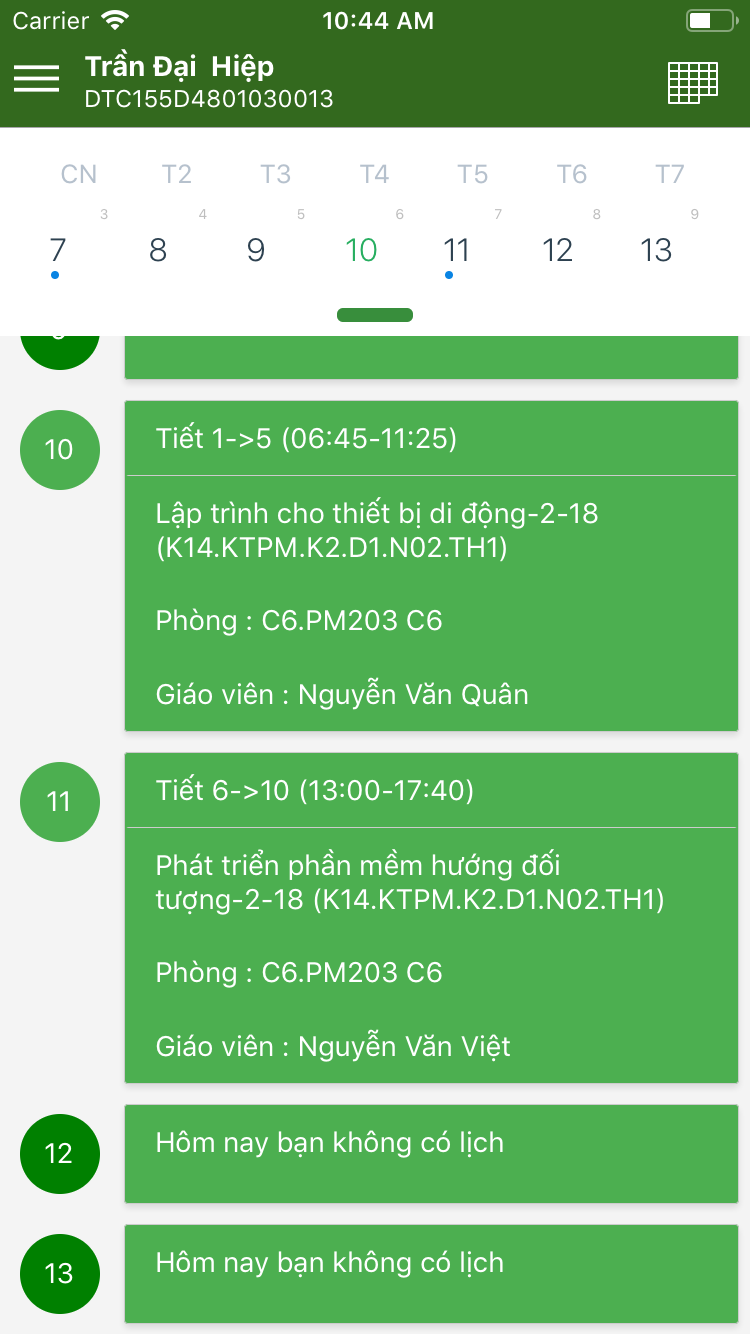 Carrier 10:44 AM
Trần Đại  Hiệp
DTC155D4801030013
CN T2 T3 T4 T5 T6 T7
3 4 5 6 7 8 9
7 8 9 10 11 12 13
10
Tiết 1->5 (06:45-11:25)
Lập trình cho thiết bị di động-2-18
(K14.KTPM.K2.D1.N02.TH1)
Phòng : C6.PM203 C6
Giáo viên : Nguyễn Văn Quân
11
Tiết 6->10 (13:00-17:40)
Phát triển phần mềm hướng đối
tượng-2-18 (K14.KTPM.K2.D1.N02.TH1)
Phòng : C6.PM203 C6
Giáo viên : Nguyễn Văn Việt
12
Hôm nay bạn không có lịch
13
Hôm nay bạn không có lịch